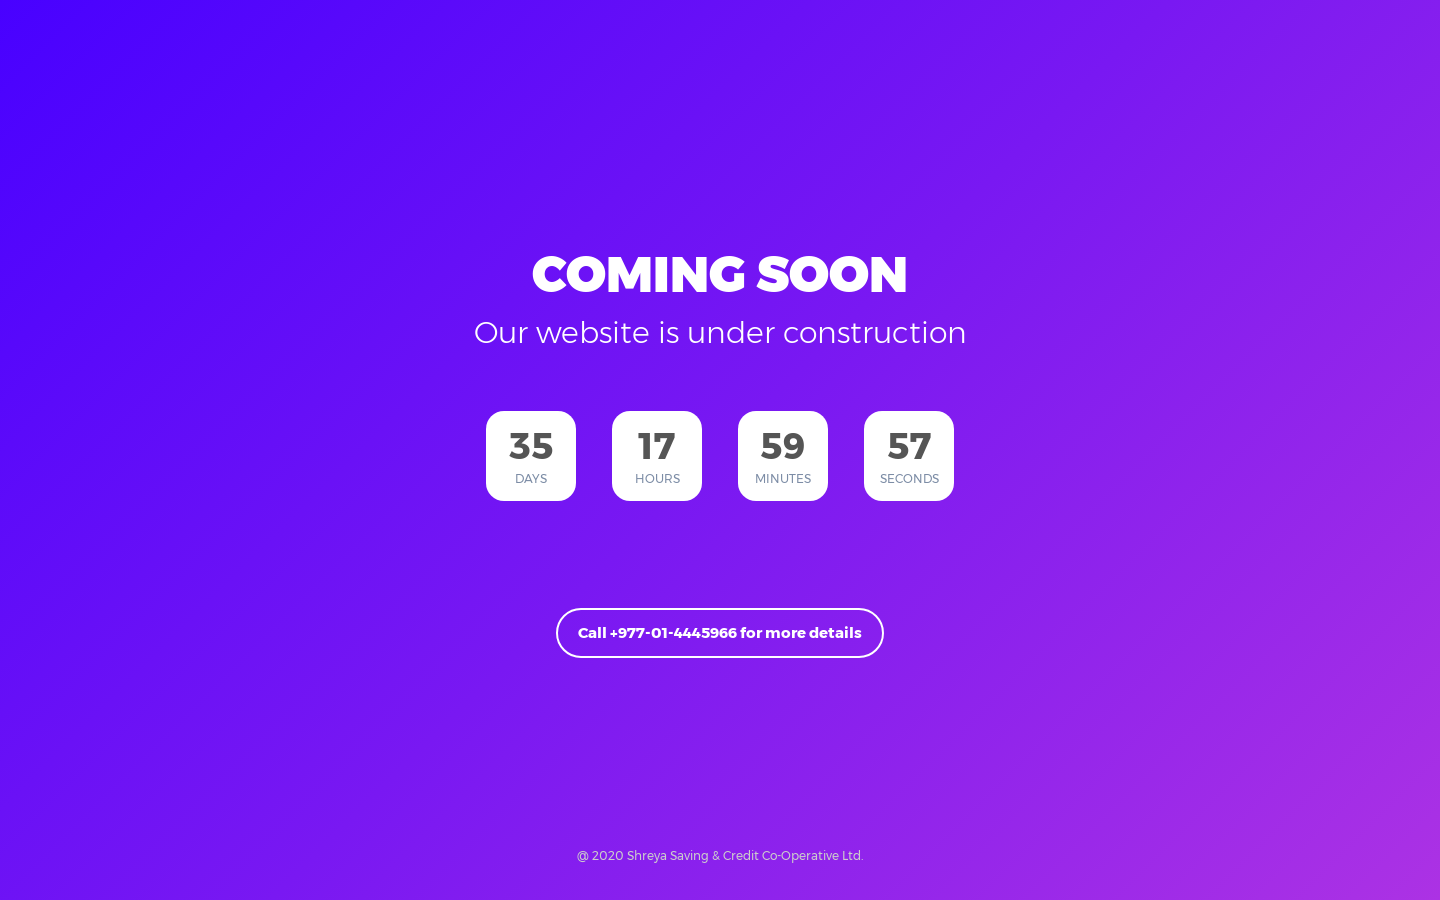 COMING SOON
Our website is under construction
35 17 59 57
DAYS HOURS MINUTES SECONDS
Call +977-01-4445966 for more details
@ 2020 Shreya Saving & Credit Co-Operative Ltd.